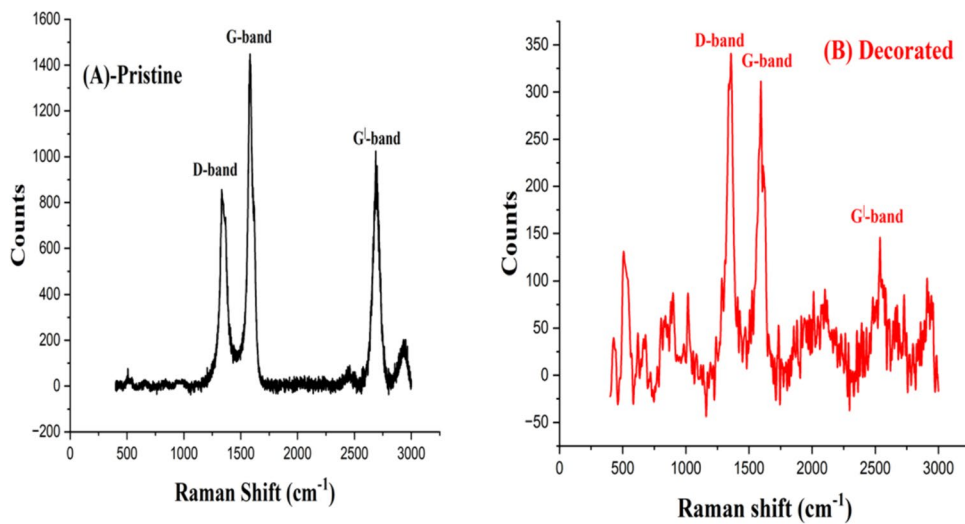 (A)-Pristine
G-band
D-band
G|-band
Counts
1600
1400
1200
1000
800
600
400
200
0
−200
0 500 1000 1500 2000 2500 3000
Raman Shift (cm⁻¹)
(B) Decorated
D-band
G-band
G|-band
Counts
350
300
250
200
150
100
50
0
−50
0 500 1000 1500 2000 2500 3000
Raman shift (cm⁻¹)